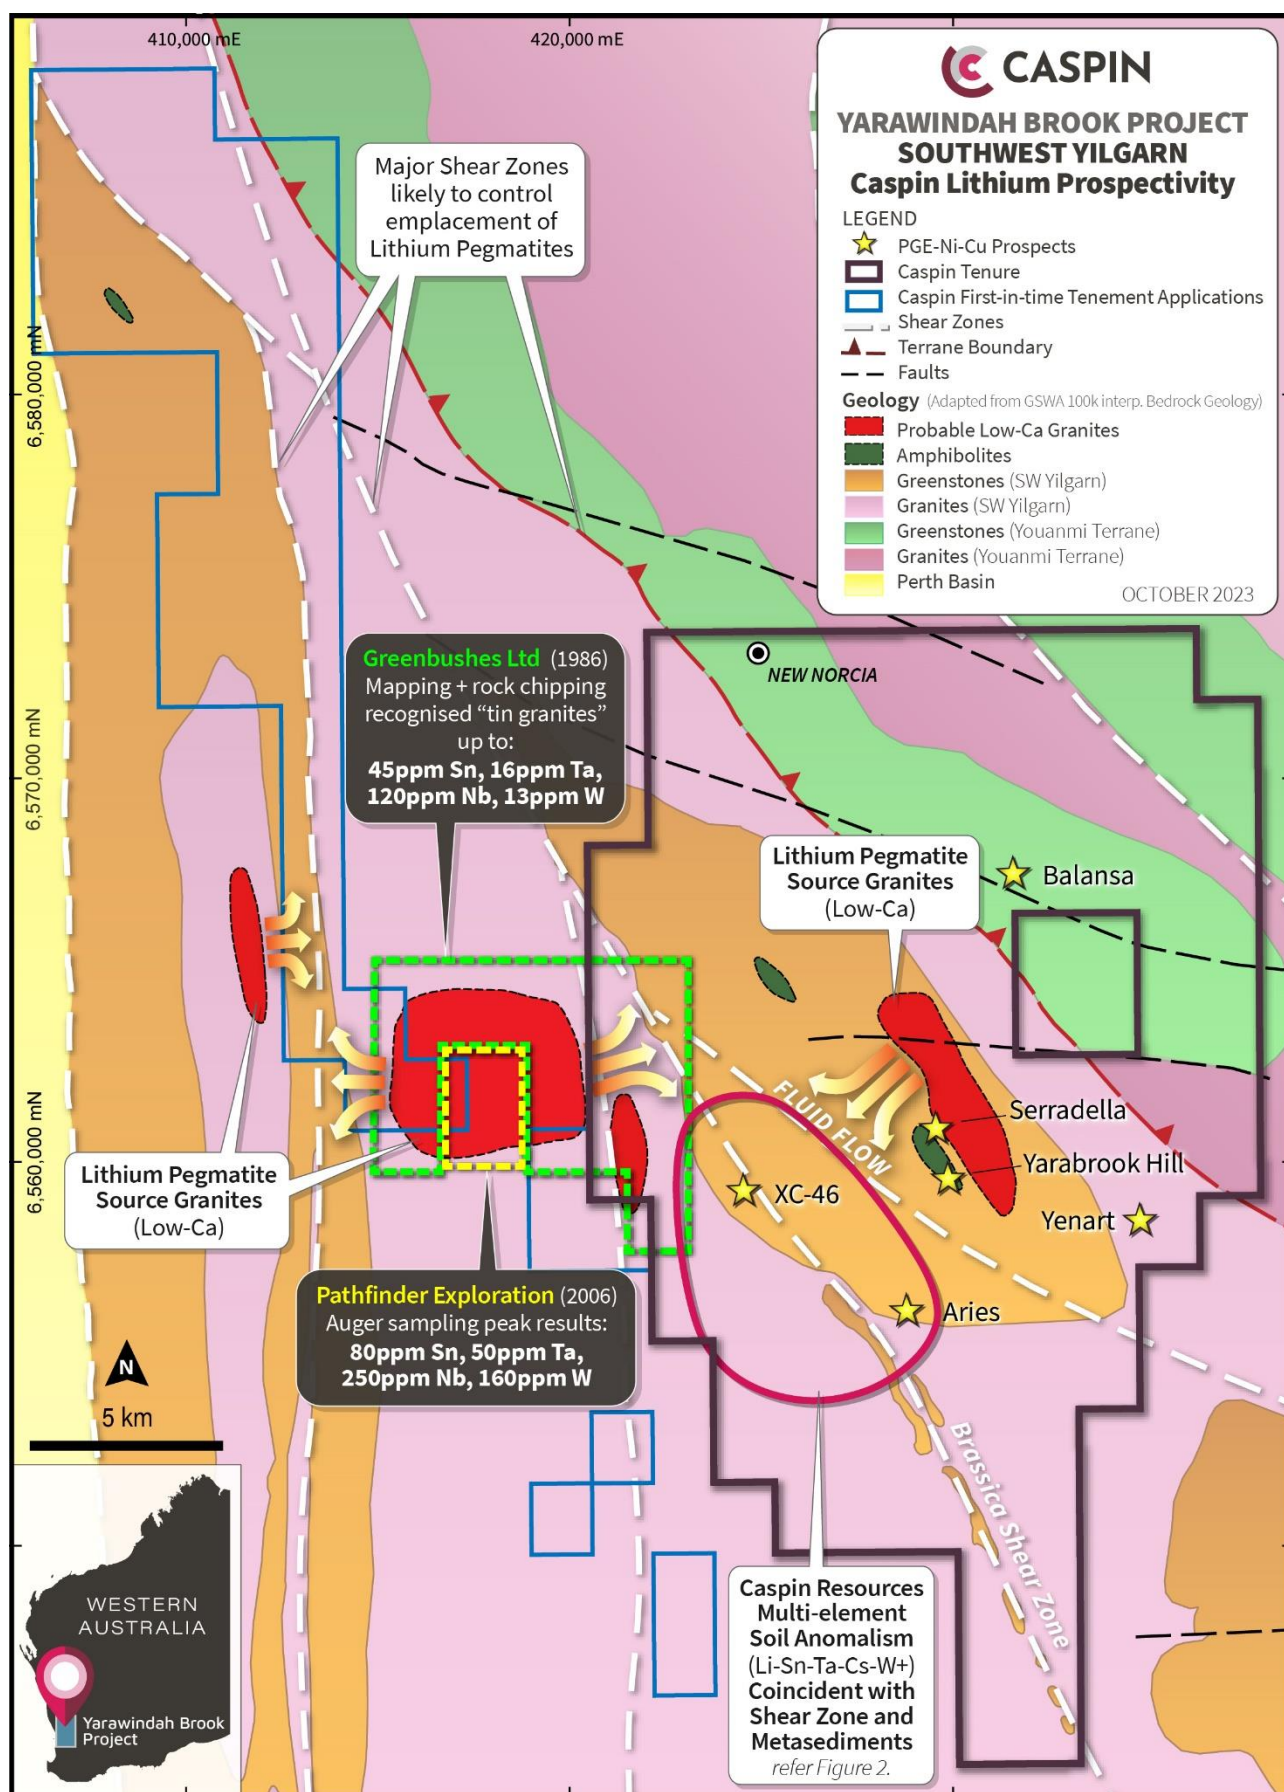 410,000 mE
420,000 mE
CASPIN
YARAWINDAH BROOK PROJECT
SOUTHWEST YILGARN
Caspin Lithium Prospectivity
LEGEND
PGE-Ni-Cu Prospects
Caspin Tenure
Caspin First-in-time Tenement Applications
Shear Zones
Terrane Boundary
Faults
Geology (Adapted from GSWA 100k interp. Bedrock Geology)
Probable Low-Ca Granites
Amphibolites
Greenstones (SW Yilgarn)
Granites (SW Yilgarn)
Greenstones (Youanmi Terrane)
Granites (Youanmi Terrane)
Perth Basin
OCTOBER 2023
Major Shear Zones
likely to control
emplacement of
Lithium Pegmatites
6,580,000 mN
Greenbushes Ltd (1986)
Mapping + rock chipping
recognised “tin granites”
up to:
45ppm Sn, 16ppm Ta,
120ppm Nb, 13ppm W
NEW NORCIA
6,570,000 mN
Lithium Pegmatite
Source Granites
(Low-Ca)
Balansa
FLUID FLOW
Serradella
Yarabrook Hill
XC-46
Yenart
Aries
6,560,000 mN
Lithium Pegmatite
Source Granites
(Low-Ca)
Pathfinder Exploration (2006)
Auger sampling peak results:
80ppm Sn, 50ppm Ta,
250ppm Nb, 160ppm W
N
5 km
Brassica Shear Zone
WESTERN
AUSTRALIA
Yarawindah Brook
Project
Caspin Resources
Multi-element
Soil Anomalism
(Li-Sn-Ta-Cs-W+)
Coincident with
Shear Zone and
Metasediments
refer Figure 2.